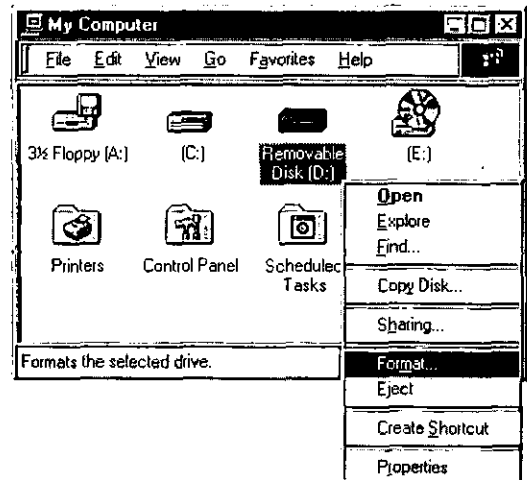 My Computer
File Edit View Go Favorites Help
3½ Floppy (A:) (C:) Removable Disk (D:) (E:)
Printers Control Panel Scheduled Tasks
Formats the selected drive.
Open
Explore
Find...
Copy Disk...
Sharing...
Format...
Eject
Create Shortcut
Properties